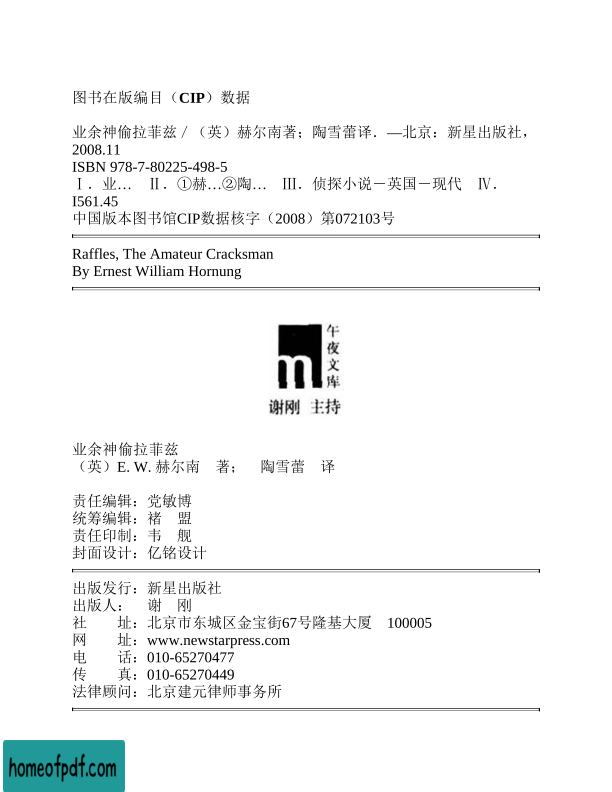 图书在版编目（CIP）数据
业余神偷拉菲兹／（英）赫尔南著；陶雪蕾译．—北京：新星出版社，
2008.11
ISBN 978-7-80225-498-5
Ⅰ．业…　Ⅱ．①赫…②陶…　Ⅲ．侦探小说－英国－现代　Ⅳ．
I561.45
中国版本图书馆CIP数据核字（2008）第072103号
Raffles, The Amateur Cracksman
By Ernest William Hornung
m
午夜文库
谢刚 主持
业余神偷拉菲兹
（英）E. W. 赫尔南　著；　陶雪蕾　译
责任编辑：党敏博
统筹编辑：褚　盟
责任印制：韦　舰
封面设计：亿铭设计
出版发行：新星出版社
出版人：　谢　刚
社　　址：北京市东城区金宝街67号隆基大厦　100005
网　　址：www.newstarpress.com
电　　话：010-65270477
传　　真：010-65270449
法律顾问：北京建元律师事务所
homeofpdf.com